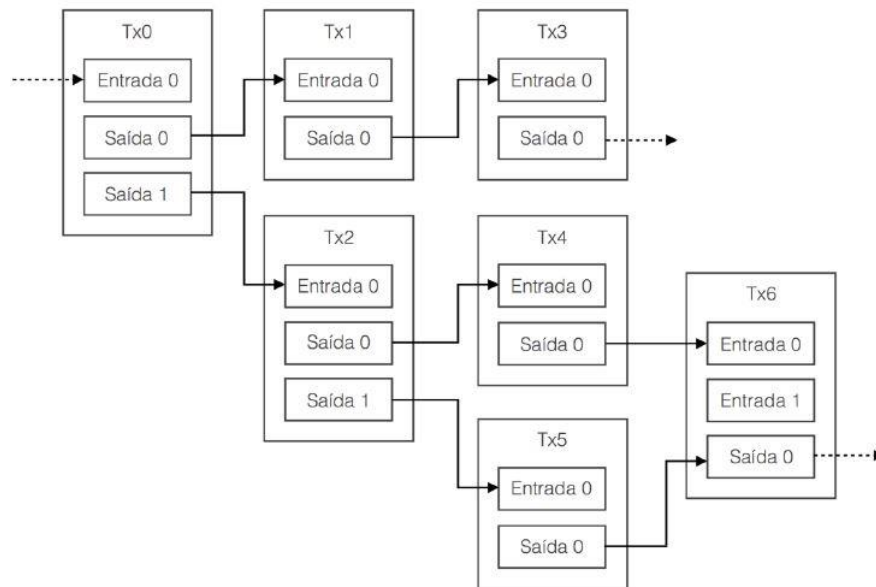 Tx0
Entrada 0
Saída 0
Saída 1
Tx1
Entrada 0
Saída 0
Tx3
Entrada 0
Saída 0
Tx2
Entrada 0
Saída 0
Saída 1
Tx4
Entrada 0
Saída 0
Tx5
Entrada 0
Saída 0
Tx6
Entrada 0
Entrada 1
Saída 0